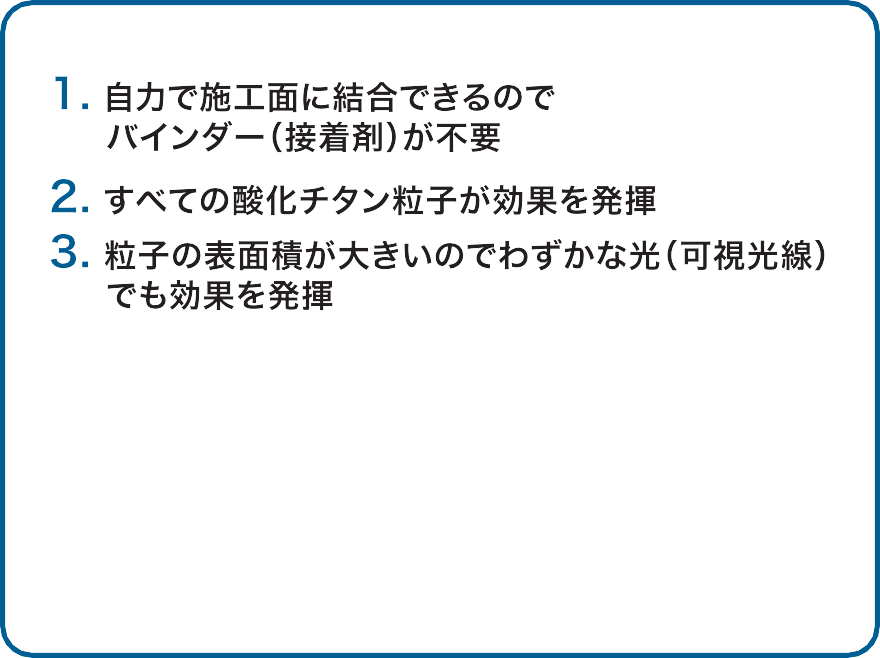 1. 自力で施工面に結合できるので
バインダー（接着剤）が不要
2. すべての酸化チタン粒子が効果を発揮
3. 粒子の表面積が大きいのでわずかな光（可視光線）
でも効果を発揮